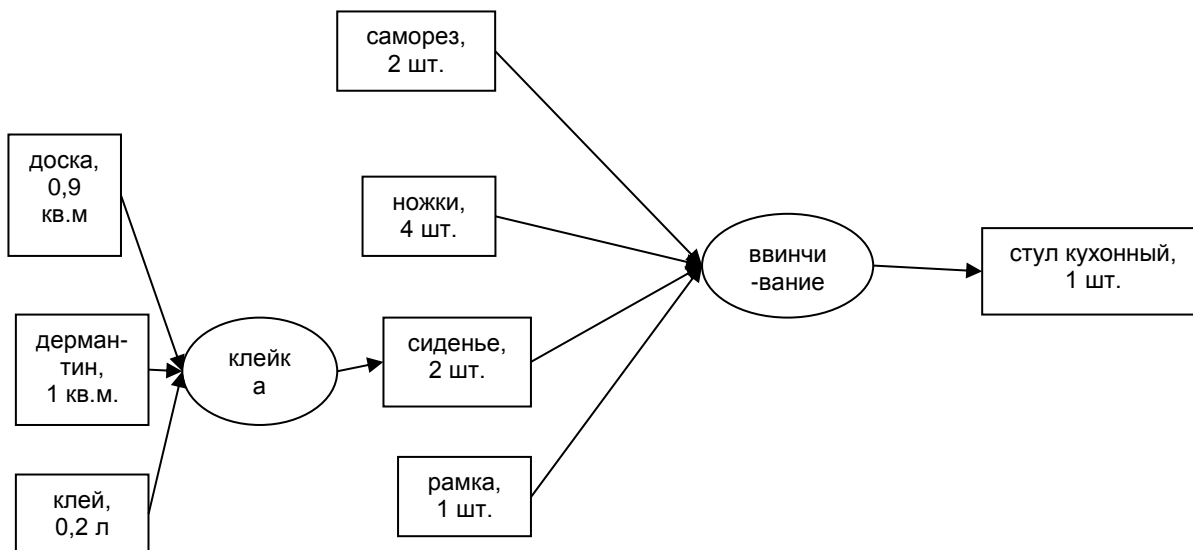 саморез,
2 шт.
доска,
0,9
кв.м
ножки,
4 шт.
ввинчи
-вание
стул кухонный,
1 шт.
дерман-
тин,
1 кв.м.
клейк
а
сиденье,
2 шт.
клей,
0,2 л
рамка,
1 шт.